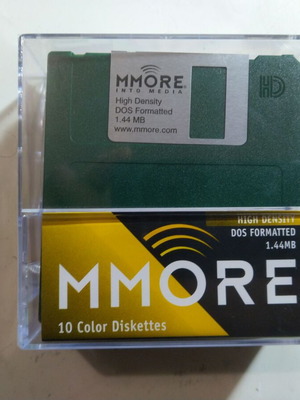 MMORE
INTO MEDIA
High Density
DOS Formatted
1.44 MB
www.mmore.com
HD
HIGH DENSITY
DOS FORMATTED
1.44MB
MMORE
10 Color Diskettes